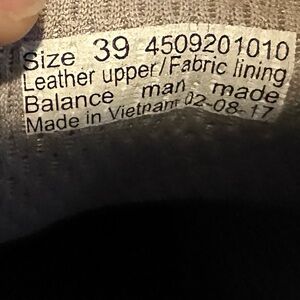 Size 39 4509201010
Leather upper/Fabric lining
Balance man made
Made in Vietnam 02-08-17